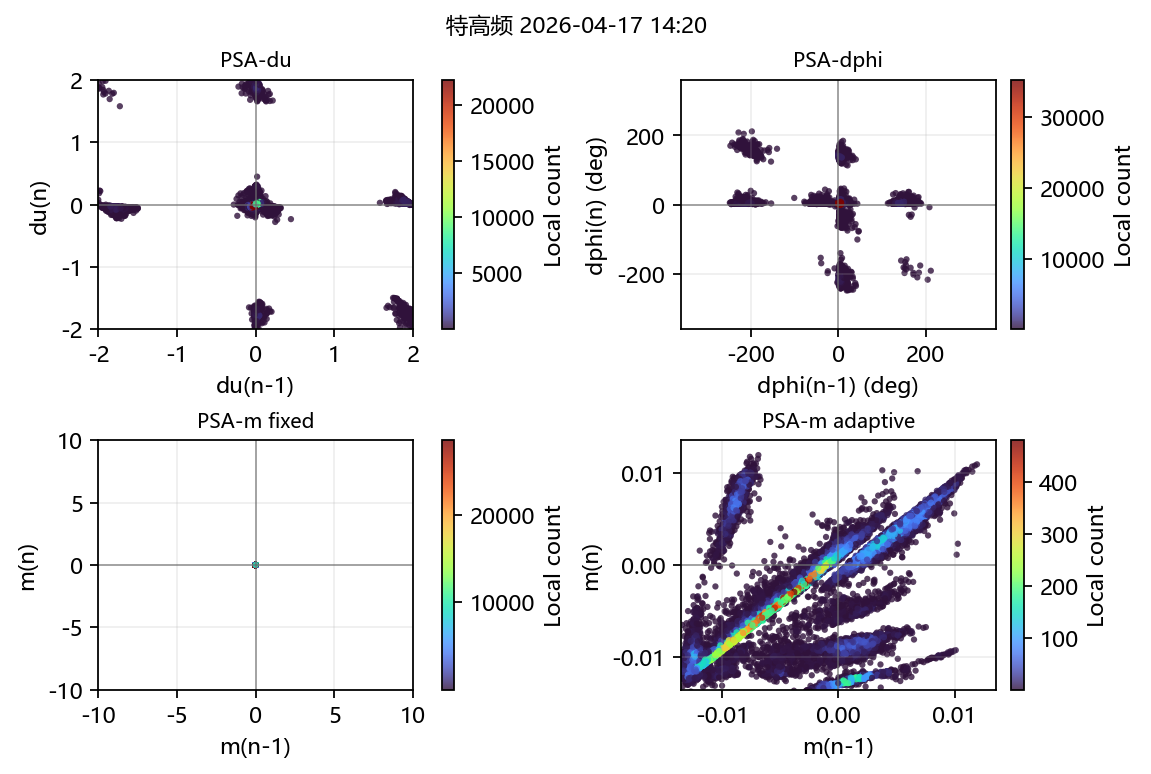 特高频 2026-04-17 14:20
PSA-du
2
1
0
-1
-2
-2
-1
0
1
2
du(n)
du(n-1)
20000
15000
10000
5000
Local count
PSA-dphi
200
0
-200
-200
0
200
dphi(n) (deg)
dphi(n-1) (deg)
30000
20000
10000
Local count
PSA-m fixed
10
5
0
-5
-10
-10
-5
0
5
10
m(n)
m(n-1)
20000
10000
Local count
PSA-m adaptive
0.01
0.00
-0.01
-0.01
0.00
0.01
m(n)
m(n-1)
400
300
200
100
Local count